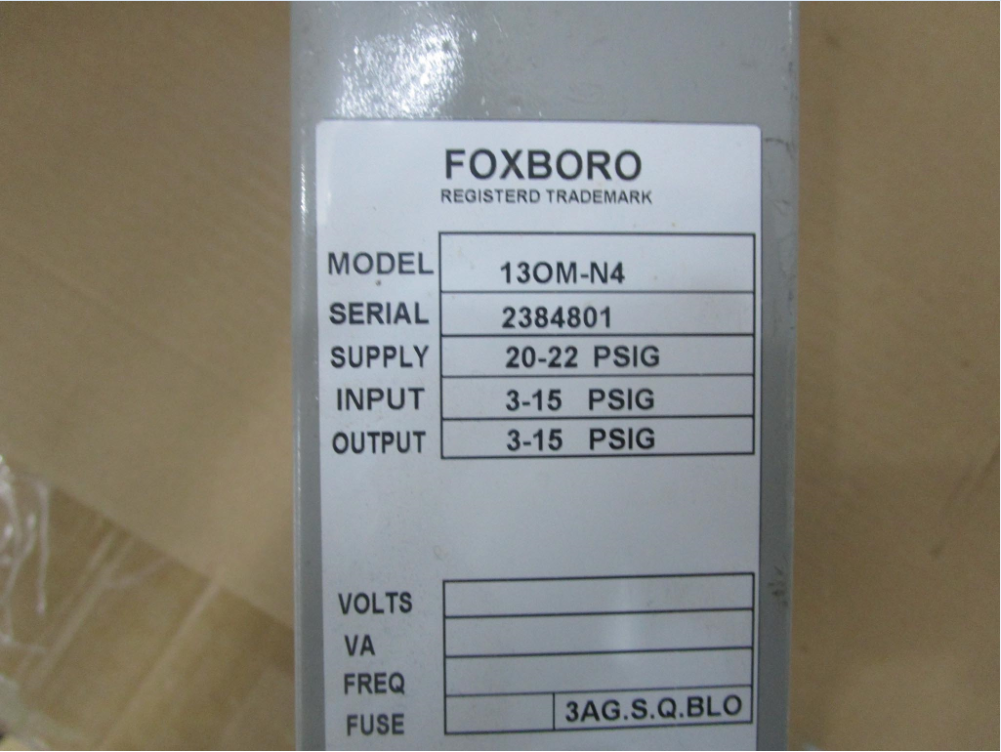 FOXBORO
REGISTERD TRADEMARK
MODEL 13OM-N4
SERIAL 2384801
SUPPLY 20-22 PSIG
INPUT 3-15 PSIG
OUTPUT 3-15 PSIG
VOLTS
VA
FREQ
FUSE 3AG.S.Q.BLO